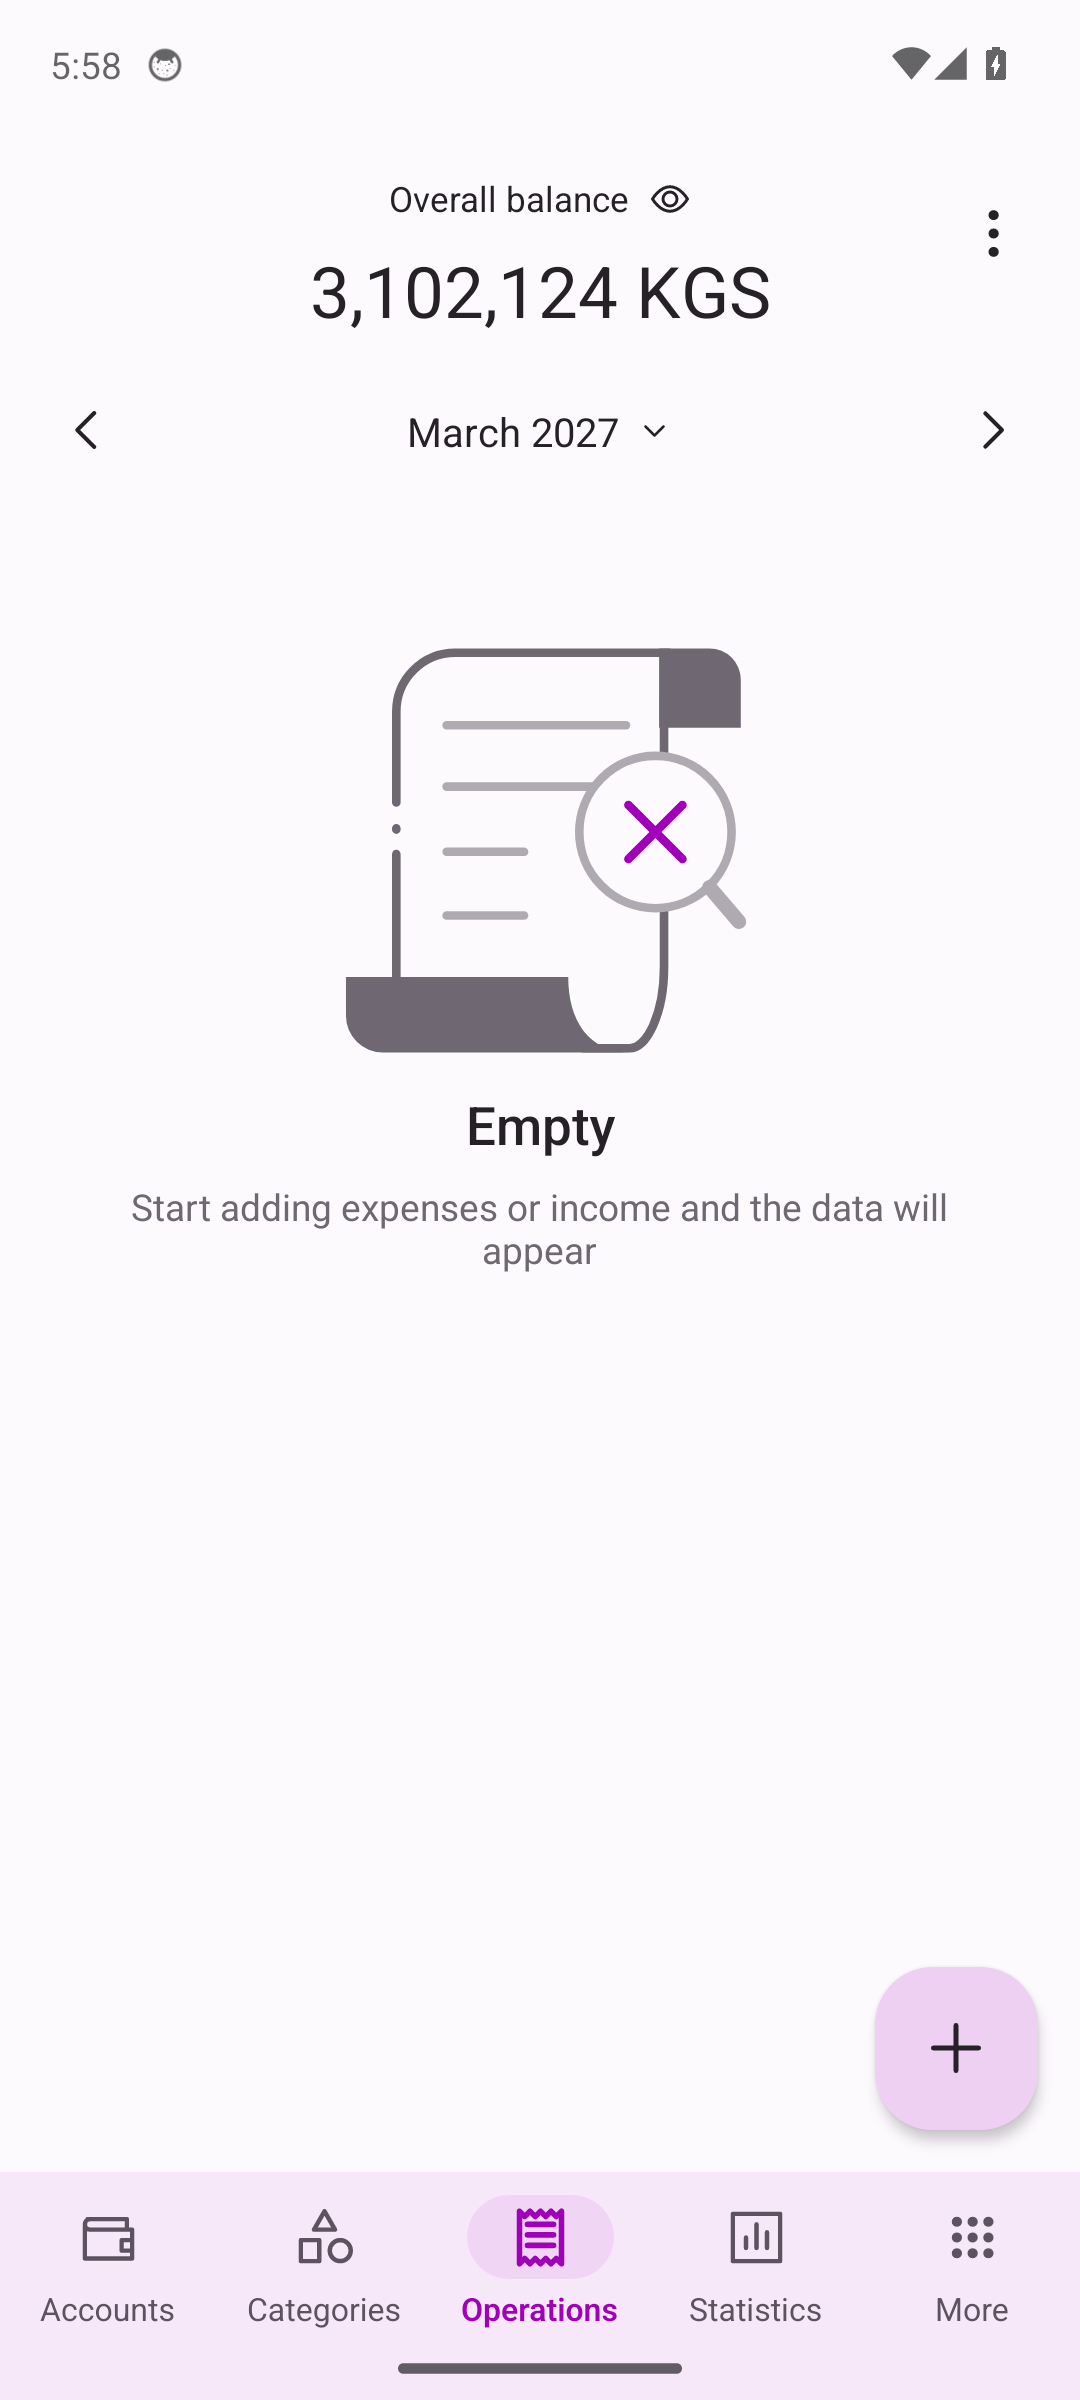 5:58
Overall balance
3,102,124 KGS
March 2027
Empty
Start adding expenses or income and the data will
appear
Accounts
Categories
Operations
Statistics
More